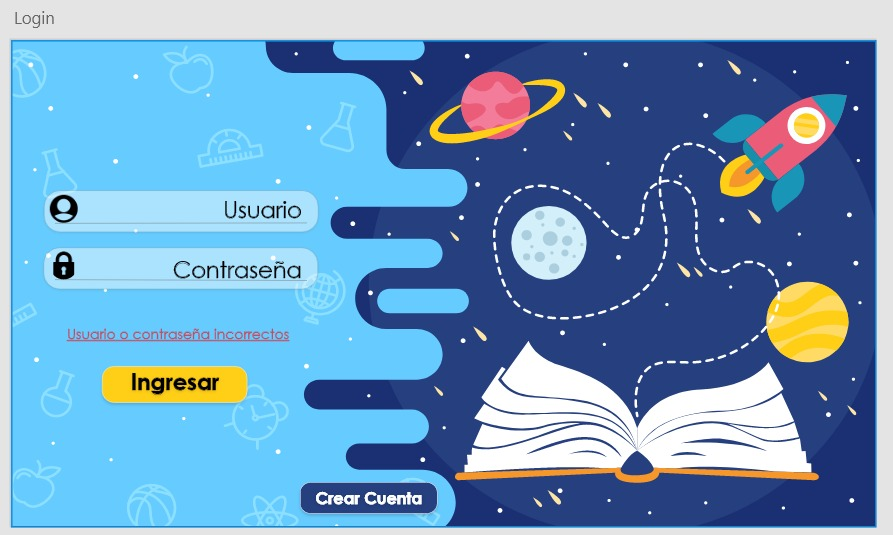 Login
Usuario
Contraseña
Usuario o contraseña incorrectos
Ingresar
Crear Cuenta